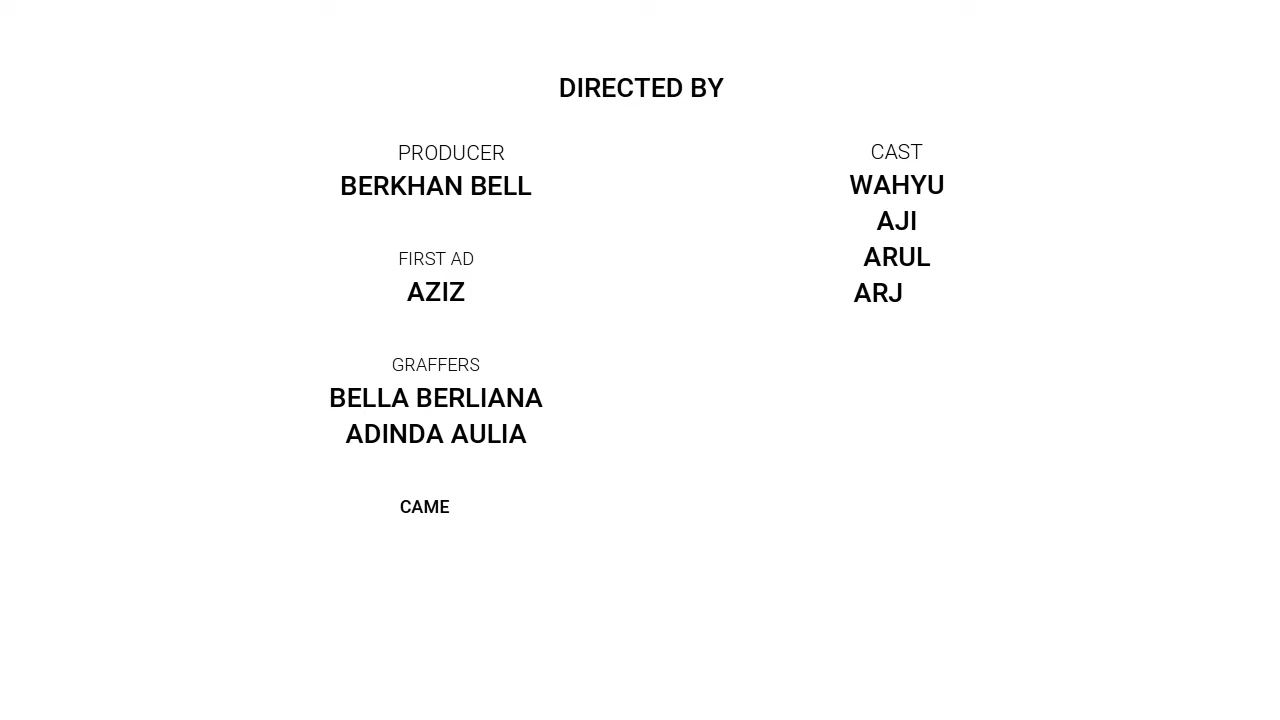 DIRECTED BY
PRODUCER
BERKHAN BELL
FIRST AD
AZIZ
GRAFFERS
BELLA BERLIANA
ADINDA AULIA
CAME
CAST
WAHYU
AJI
ARUL
ARJ